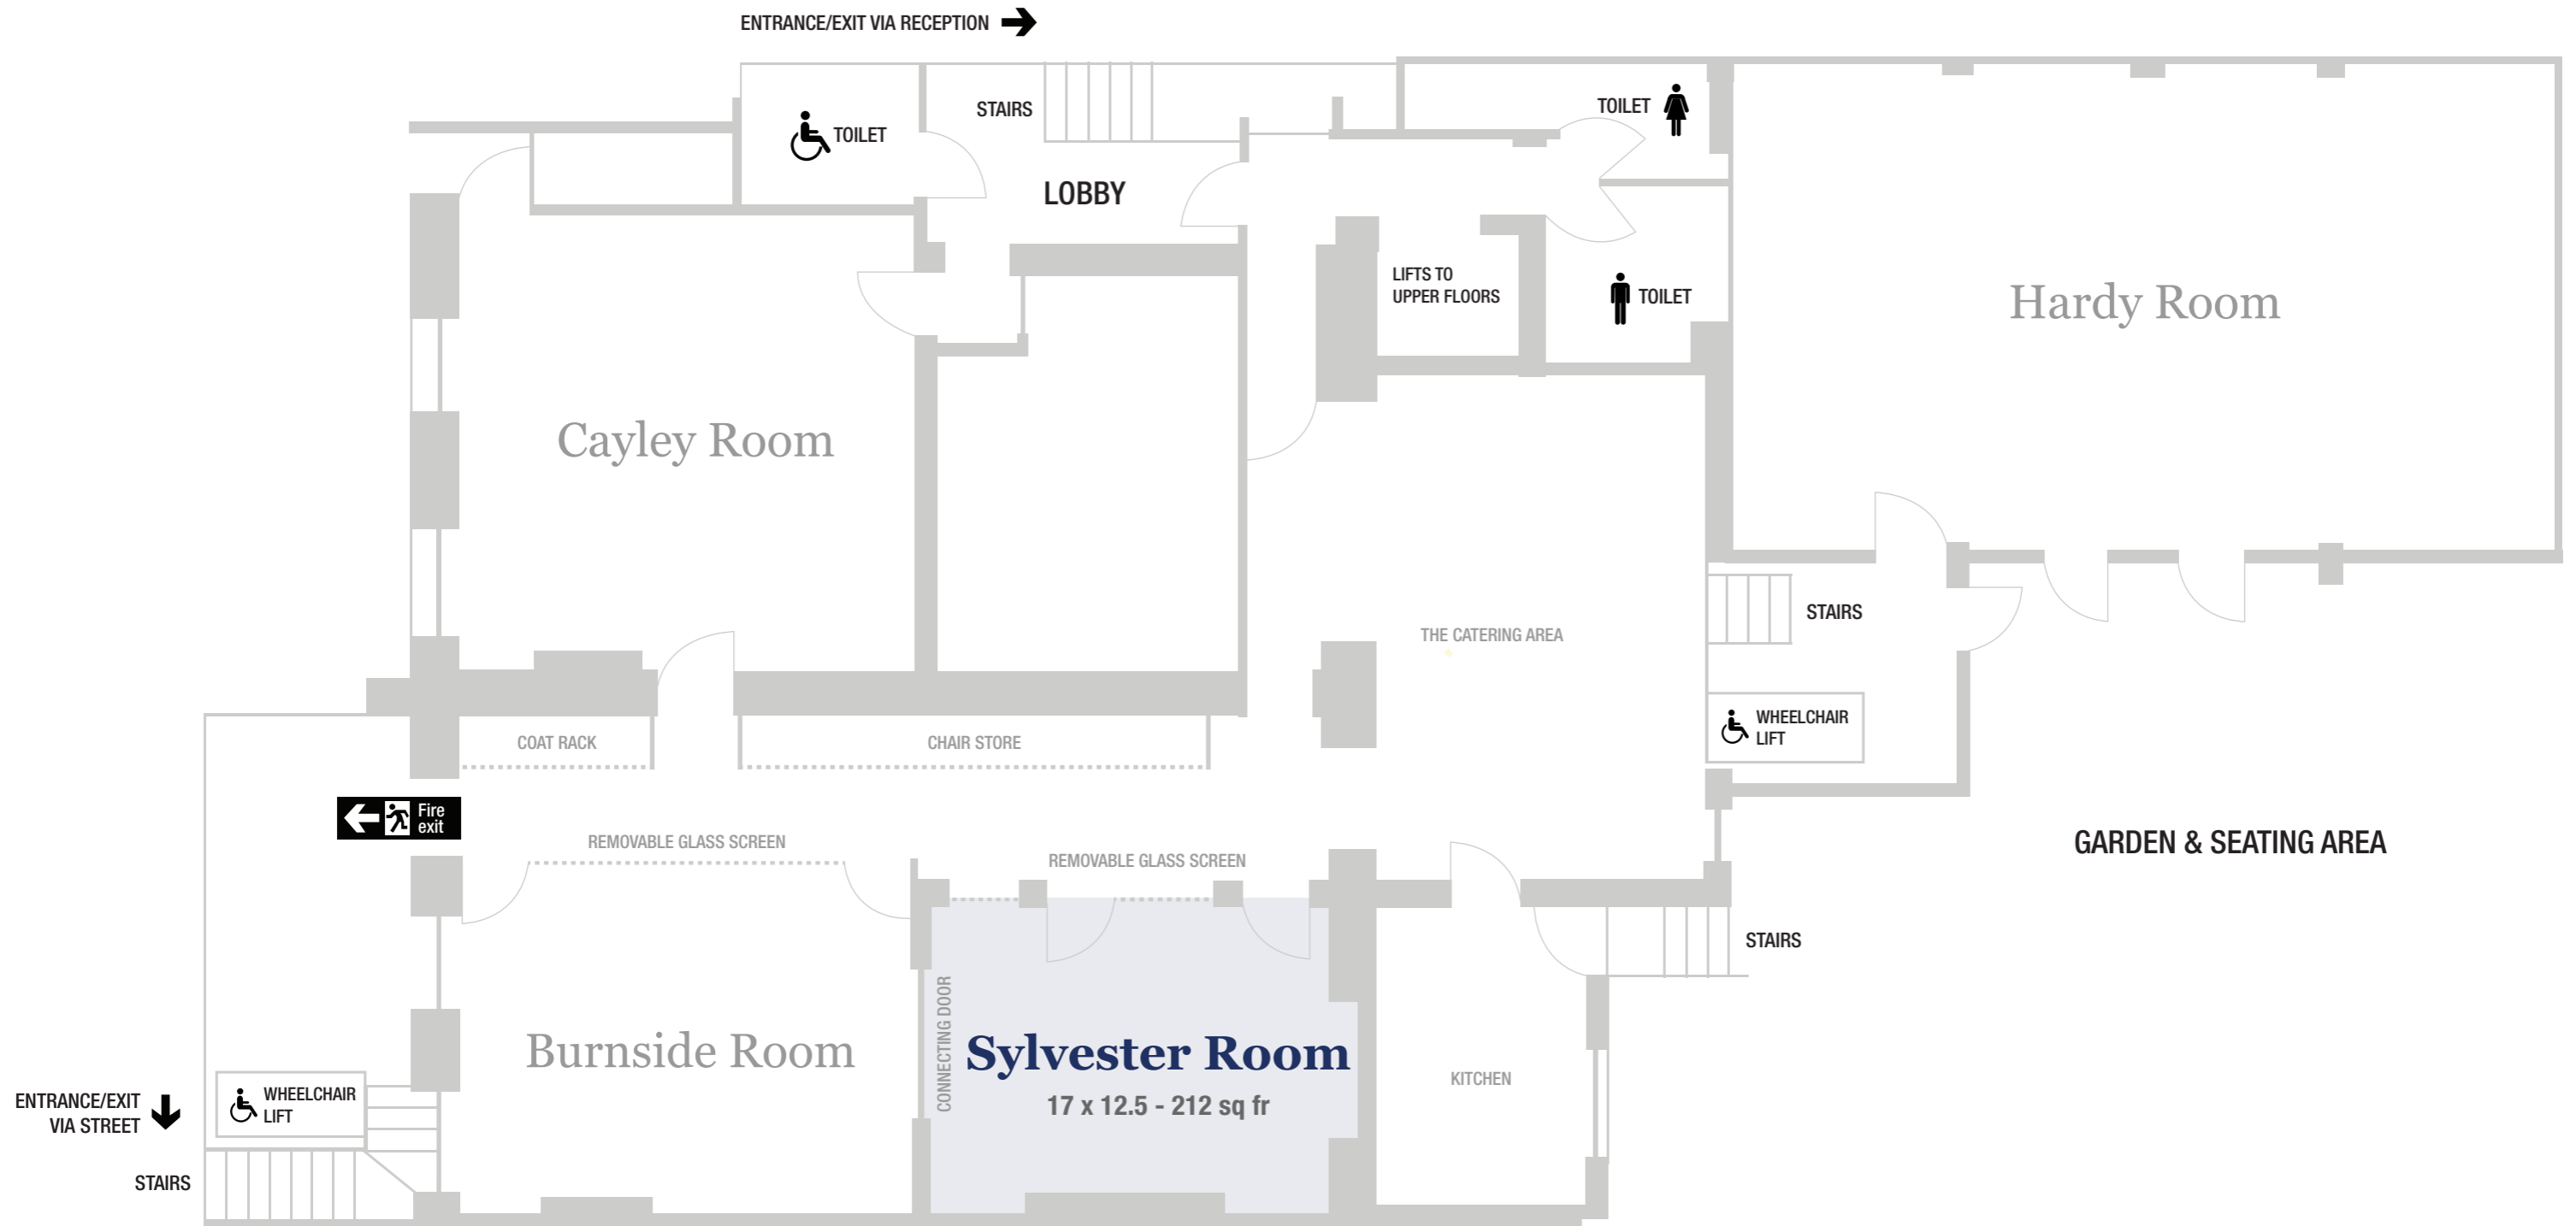 ENTRANCE/EXIT VIA RECEPTION
TOILET
STAIRS
TOILET
LOBBY
LIFTS TO
UPPER FLOORS
TOILET
Hardy Room
Cayley Room
THE CATERING AREA
STAIRS
WHEELCHAIR
LIFT
COAT RACK
CHAIR STORE
Fire
exit
REMOVABLE GLASS SCREEN
REMOVABLE GLASS SCREEN
GARDEN & SEATING AREA
STAIRS
CONNECTING DOOR
Burnside Room
Sylvester Room
17 x 12.5 - 212 sq fr
KITCHEN
WHEELCHAIR
LIFT
ENTRANCE/EXIT
VIA STREET
STAIRS